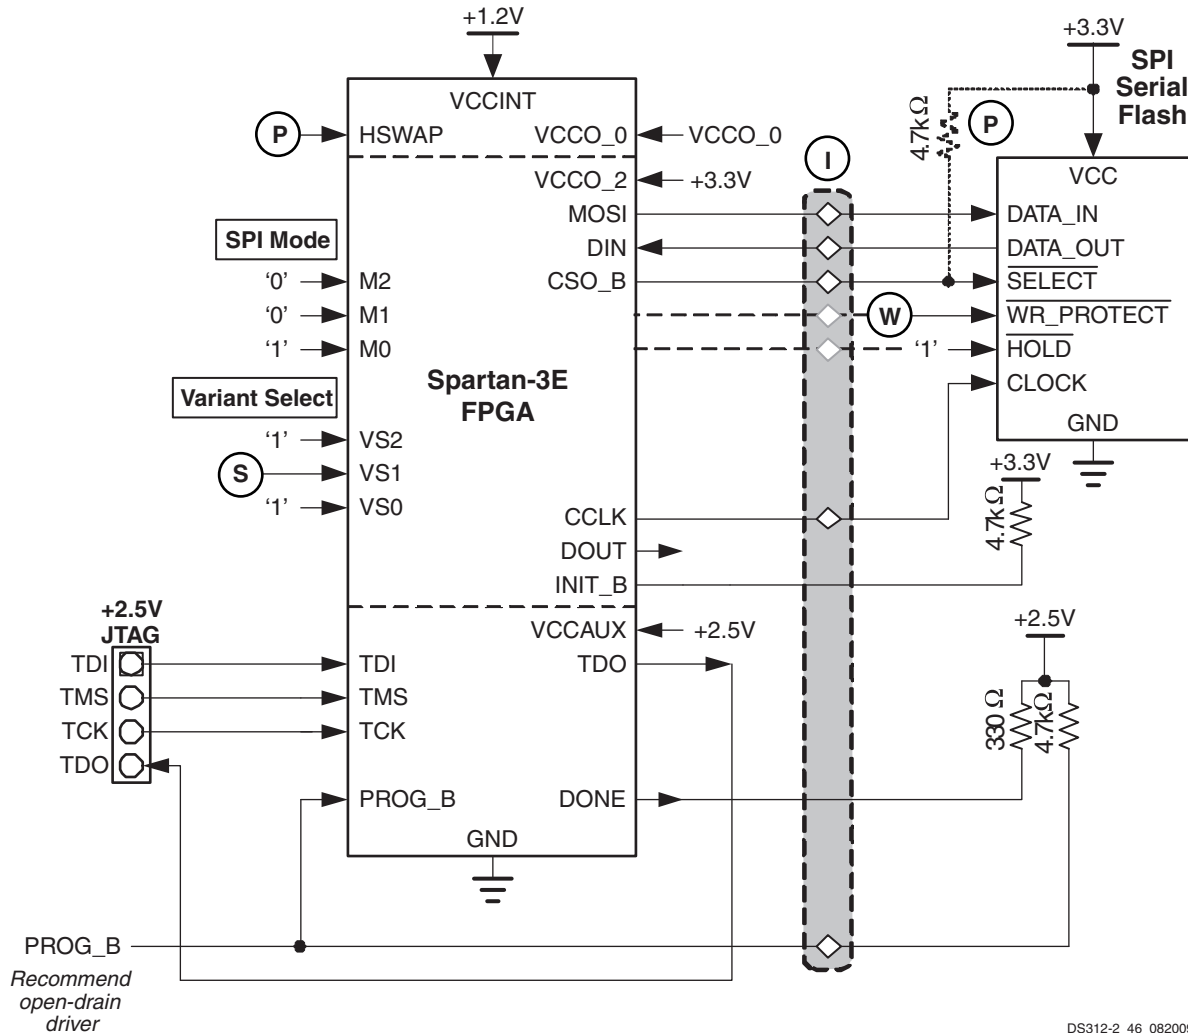 +1.2V
+3.3V
SPI
Serial
Flash
4.7kΩ
P
VCCINT
P
HSWAP
VCCO_0
VCCO_0
I
VCC
VCCO_2
+3.3V
MOSI
DATA_IN
SPI Mode
DIN
DATA_OUT
'0'
M2
CSO_B
SELECT
'0'
M1
W
WR_PROTECT
'1'
M0
'1'
HOLD
Spartan-3E
FPGA
CLOCK
Variant Select
GND
'1'
VS2
S
VS1
+3.3V
'1'
VS0
CCLK
4.7kΩ
DOUT
INIT_B
+2.5V
JTAG
VCCAUX
+2.5V
+2.5V
TDI
TDI
TDO
TMS
TMS
TCK
TCK
330 Ω
4.7kΩ
TDO
PROG_B
DONE
GND
PROG_B
Recommend
open-drain
driver